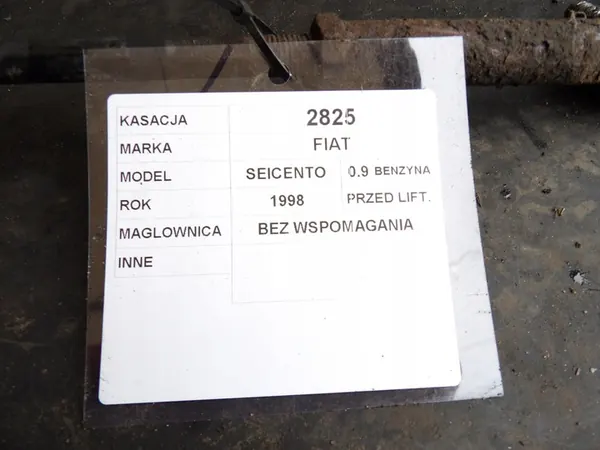 KASACJA 2825
MARKA FIAT
MODEL SEICENTO 0.9 BENZYNA
ROK 1998 PRZED LIFT.
MAGLOWNICA BEZ WSPOMAGANIA
INNE